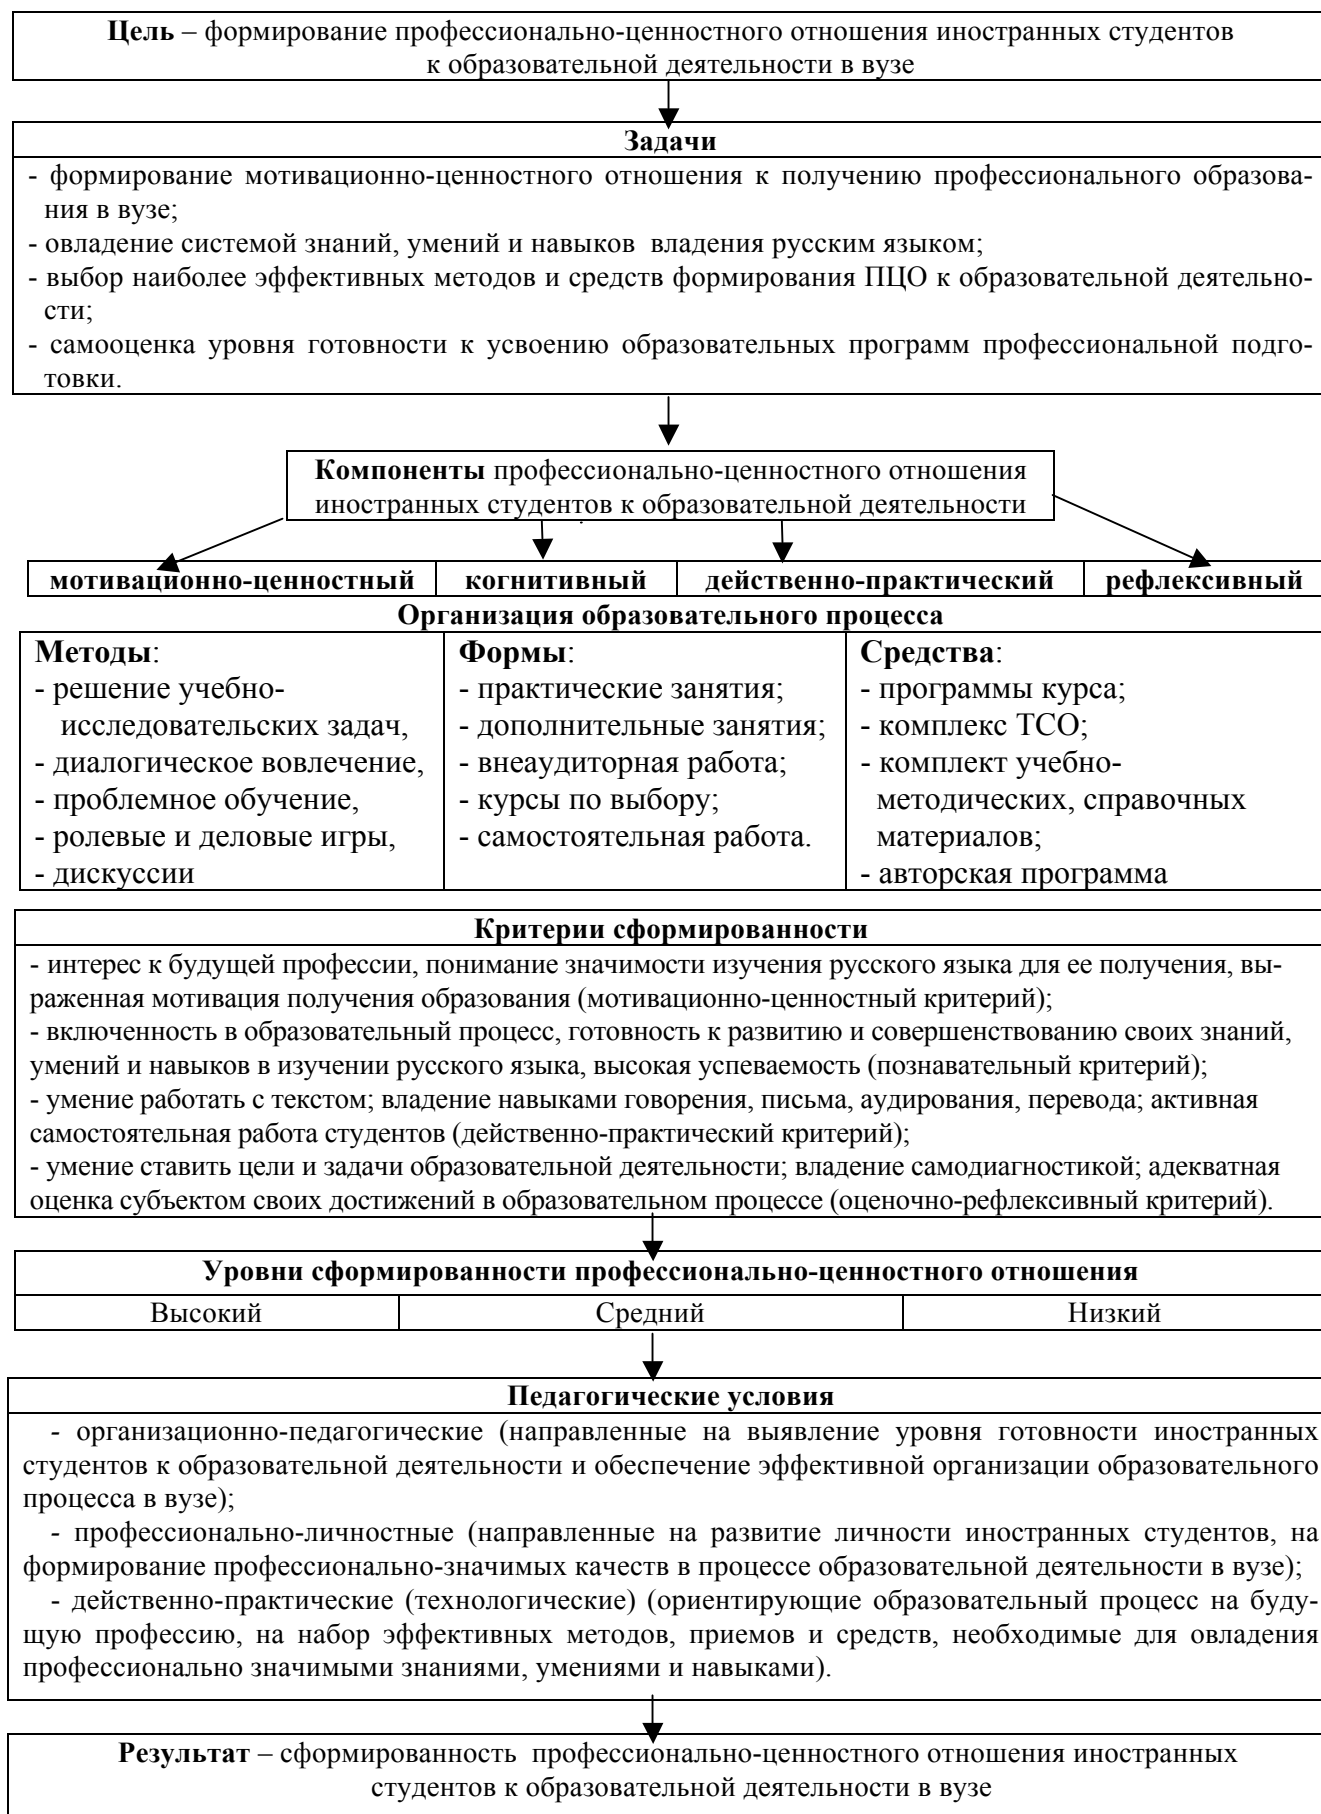 Цель – формирование профессионально-ценностного отношения иностранных студентов
к образовательной деятельности в вузе
Задачи
- формирование мотивационно-ценностного отношения к получению профессионального образова-
ния в вузе;
- овладение системой знаний, умений и навыков владения русским языком;
- выбор наиболее эффективных методов и средств формирования ПЦО к образовательной деятельно-
сти;
- самооценка уровня готовности к усвоению образовательных программ профессиональной подго-
товки.
Компоненты профессионально-ценностного отношения
иностранных студентов к образовательной деятельности
мотивационно-ценностный
когнитивный
действенно-практический
рефлексивный
Организация образовательного процесса
Методы:
- решение учебно-
исследовательских задач,
- диалогическое вовлечение,
- проблемное обучение,
- ролевые и деловые игры,
- дискуссии
Формы:
- практические занятия;
- дополнительные занятия;
- внеаудиторная работа;
- курсы по выбору;
- самостоятельная работа.
Средства:
- программы курса;
- комплекс ТСО;
- комплект учебно-
методических, справочных
материалов;
- авторская программа
Критерии сформированности
- интерес к будущей профессии, понимание значимости изучения русского языка для ее получения, вы-
раженная мотивация получения образования (мотивационно-ценностный критерий);
- включенность в образовательный процесс, готовность к развитию и совершенствованию своих знаний,
умений и навыков в изучении русского языка, высокая успеваемость (познавательный критерий);
- умение работать с текстом; владение навыками говорения, письма, аудирования, перевода; активная
самостоятельная работа студентов (действенно-практический критерий);
- умение ставить цели и задачи образовательной деятельности; владение самодиагностикой; адекватная
оценка субъектом своих достижений в образовательном процессе (оценочно-рефлексивный критерий).
Уровни сформированности профессионально-ценностного отношения
Высокий
Средний
Низкий
Педагогические условия
- организационно-педагогические (направленные на выявление уровня готовности иностранных
студентов к образовательной деятельности и обеспечение эффективной организации образовательного
процесса в вузе);
- профессионально-личностные (направленные на развитие личности иностранных студентов, на
формирование профессионально-значимых качеств в процессе образовательной деятельности в вузе);
- действенно-практические (технологические) (ориентирующие образовательный процесс на буду-
щую профессию, на набор эффективных методов, приемов и средств, необходимые для овладения
профессионально значимыми знаниями, умениями и навыками).
Результат – сформированность профессионально-ценностного отношения иностранных
студентов к образовательной деятельности в вузе